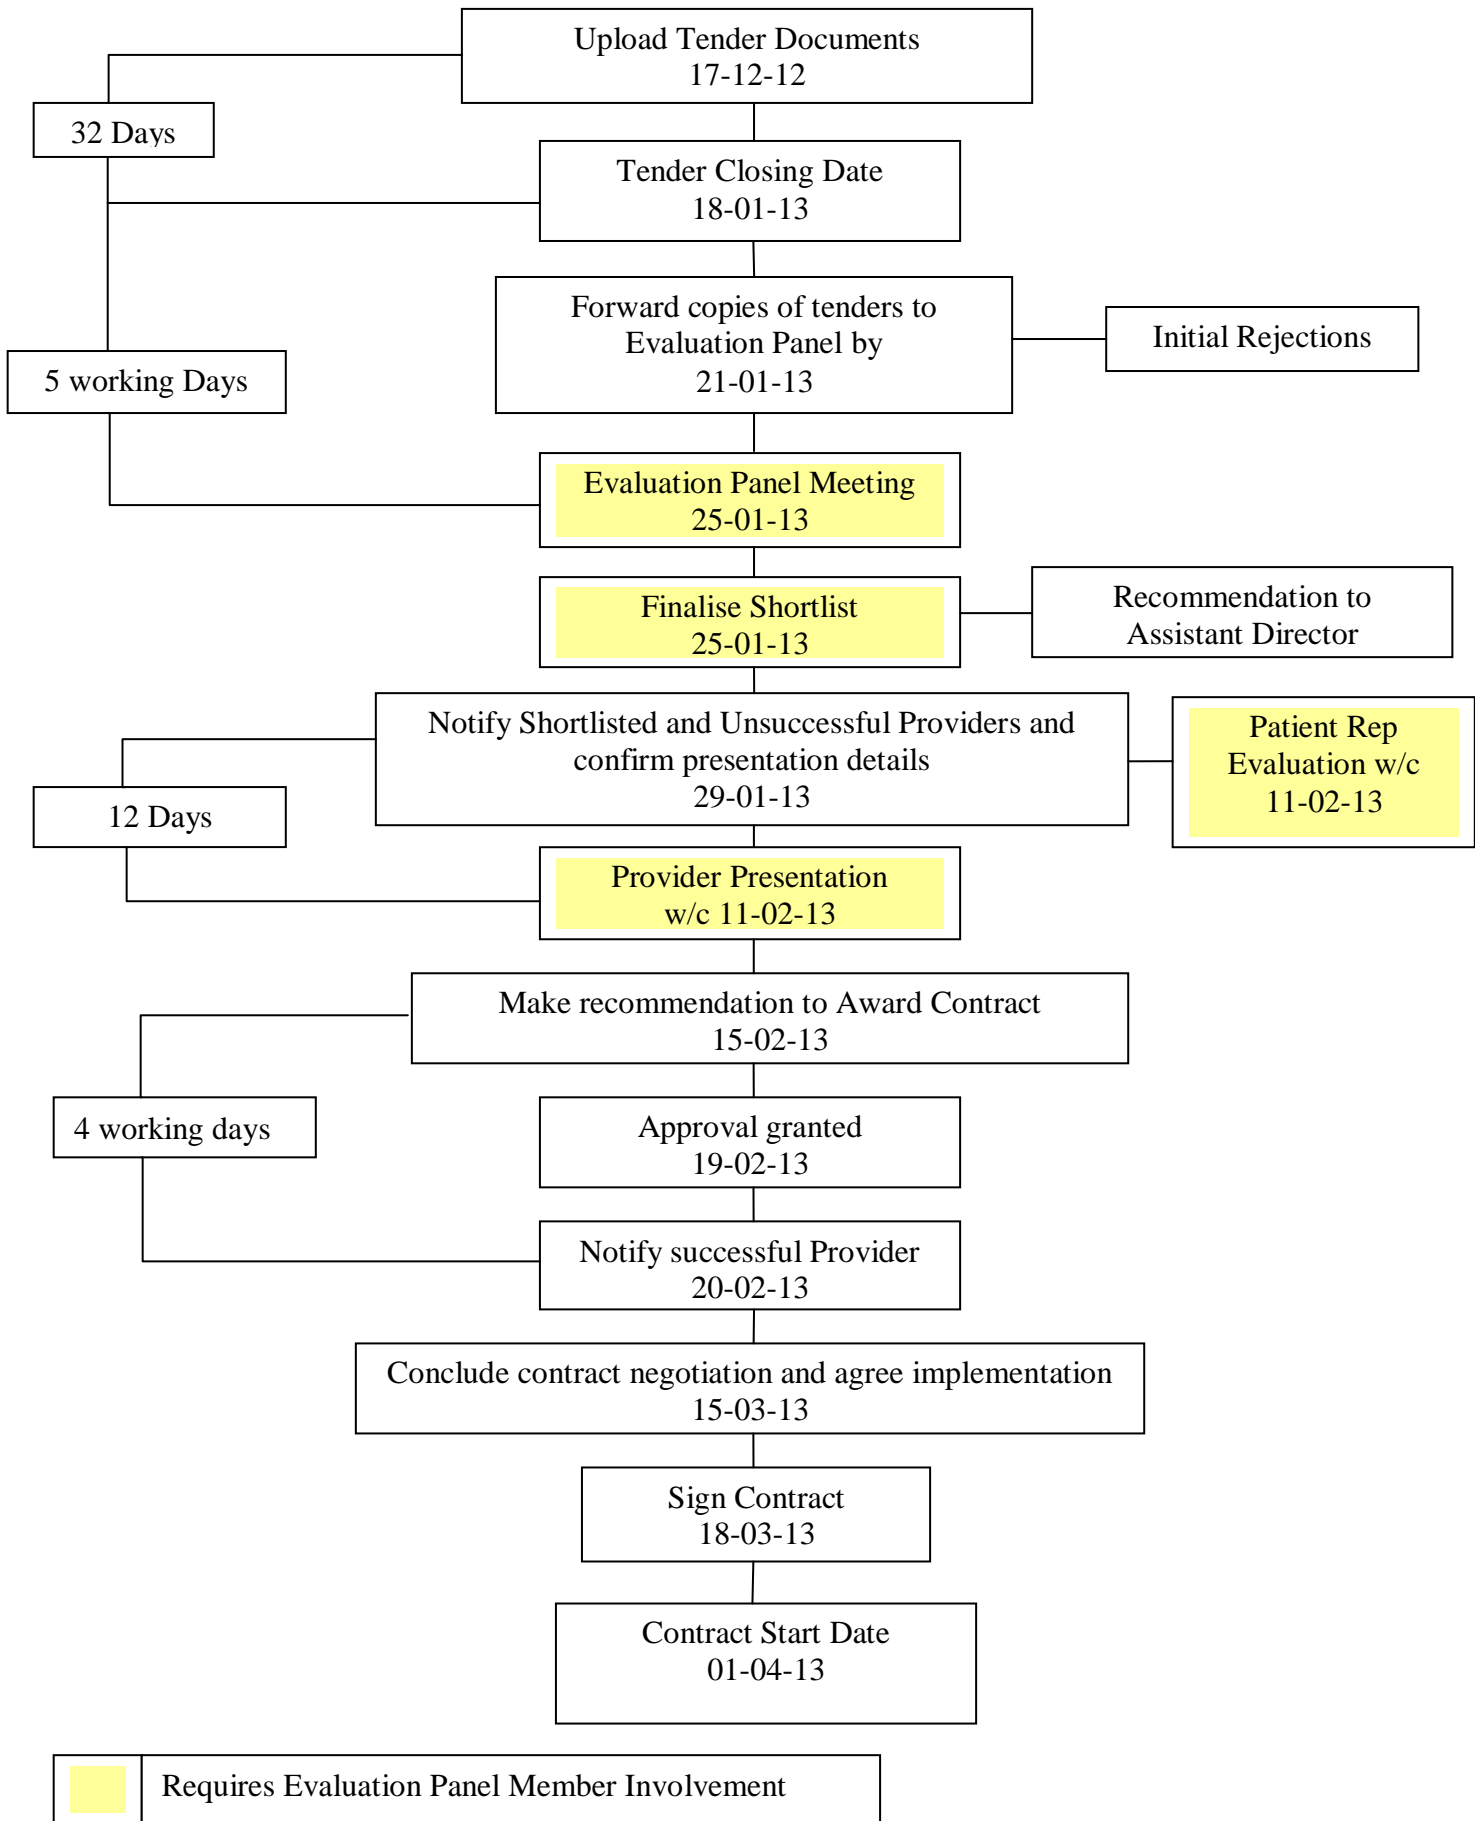 Upload Tender Documents
17-12-12
32 Days
Tender Closing Date
18-01-13
Forward copies of tenders to
Evaluation Panel by
21-01-13
Initial Rejections
5 working Days
Evaluation Panel Meeting
25-01-13
Finalise Shortlist
25-01-13
Recommendation to
Assistant Director
Notify Shortlisted and Unsuccessful Providers and
confirm presentation details
29-01-13
Patient Rep
Evaluation w/c
11-02-13
12 Days
Provider Presentation
w/c 11-02-13
Make recommendation to Award Contract
15-02-13
4 working days
Approval granted
19-02-13
Notify successful Provider
20-02-13
Conclude contract negotiation and agree implementation
15-03-13
Sign Contract
18-03-13
Contract Start Date
01-04-13
Requires Evaluation Panel Member Involvement